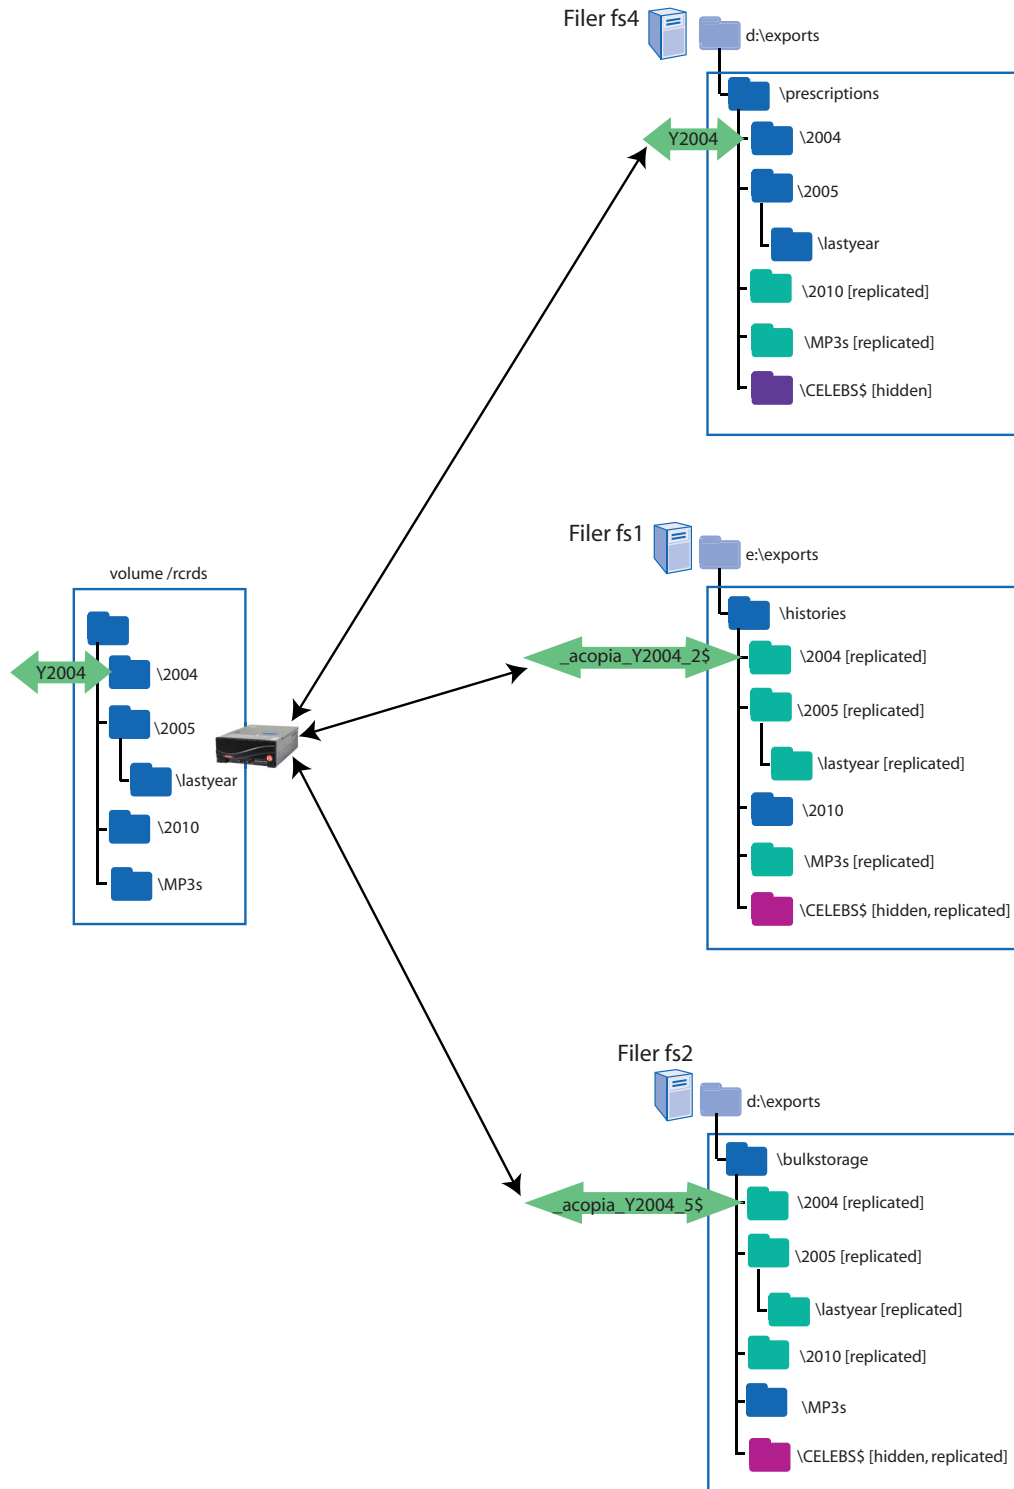 Filer fs4
d:\exports
\prescriptions
Y2004
\2004
\2005
\lastyear
\2010 [replicated]
\MP3s [replicated]
\CELEBS$ [hidden]
Filer fs1
e:\exports
\histories
_acopia_Y2004_2$
\2004 [replicated]
\2005 [replicated]
\lastyear [replicated]
\2010
\MP3s [replicated]
\CELEBS$ [hidden, replicated]
volume /rcrds
Y2004
\2004
\2005
\lastyear
\2010
\MP3s
Filer fs2
d:\exports
\bulkstorage
_acopia_Y2004_5$
\2004 [replicated]
\2005 [replicated]
\lastyear [replicated]
\2010 [replicated]
\MP3s
\CELEBS$ [hidden, replicated]